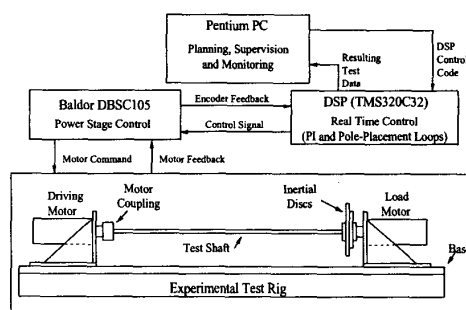 Pentium PC
Planning, Supervision
and Monitoring
Resulting
Test
Data
DSP
Control
Code
Baldor DBSC105
Power Stage Control
Encoder Feedback
Control Signal
DSP (TMS320C32)
Real Time Control
(PI and Pole-Placement Loops)
Motor Command
Motor Feedback
Driving
Motor
Motor
Coupling
Inertial
Discs
Load
Motor
Test Shaft
Bas
Experimental Test Rig